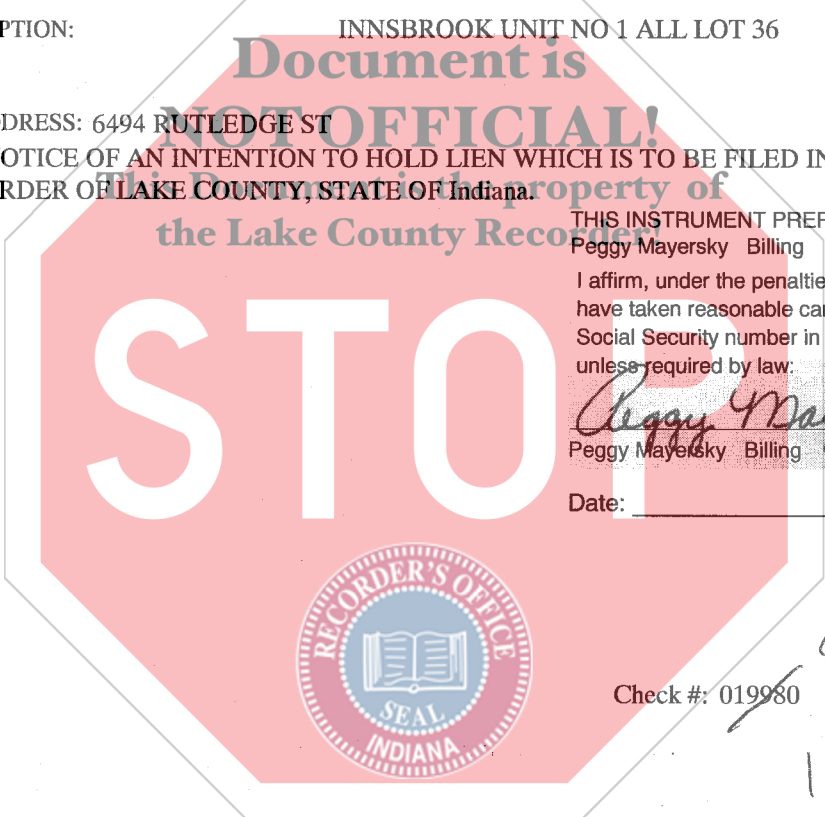 PTION: INNSBROOK UNIT NO 1 ALL LOT 36
Document is
DRESS: 6494 RUTLEDGE ST
NOT OFFICIAL!
OTICE OF AN INTENTION TO HOLD LIEN WHICH IS TO BE FILED IN
RDER OF LAKE COUNTY, STATE OF Indiana.
This Document is the property of
the Lake County Recorder!
THIS INSTRUMENT PREP
Peggy Mayersky Billing
I affirm, under the penaltie
have taken reasonable car
Social Security number in
unless required by law:
Peggy Ma
Peggy Mayersky Billing
Date:
STOP
RECORDER'S OFFICE
SEAL
INDIANA
Check #: 019980